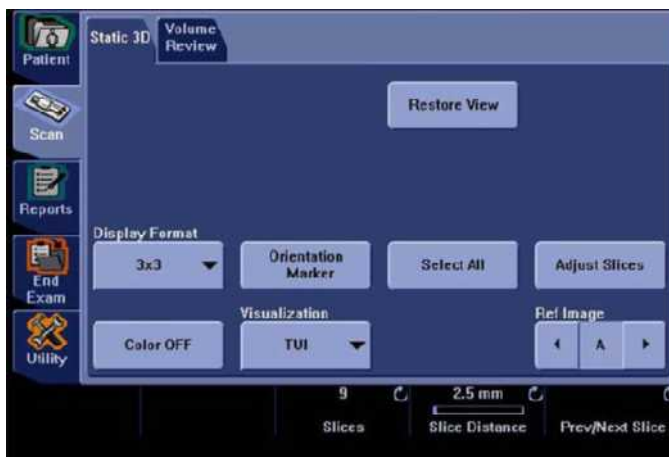 Patient
Scan
Reports
End
Exam
Utility
Static 3D
Volume
Review
Restore View
Display Format
3x3
Orientation
Marker
Select All
Adjust Slices
Color OFF
Visualization
TUI
Ref Image
A
9
Slices
2.5 mm
Slice Distance
Prev/Next Slice